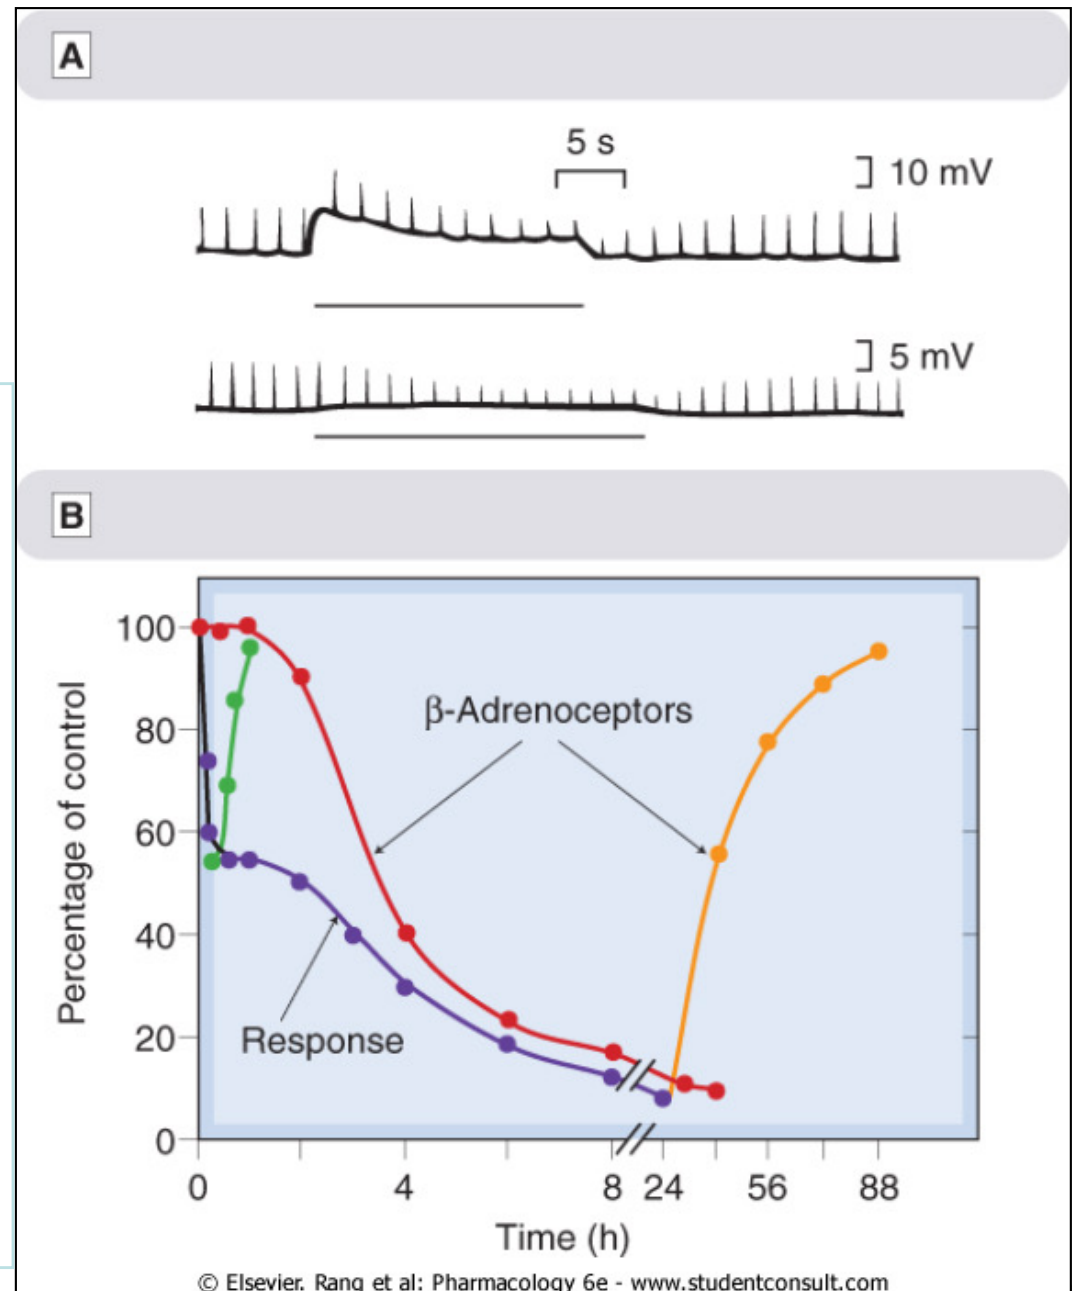 A
5 s
10 mV
5 mV
B
100
80
60
40
20
0
Percentage of control
β-Adrenoceptors
Response
0 4 8 24 56 88
Time (h)
© Elsevier. Rang et al: Pharmacology 6e - www.studentconsult.com